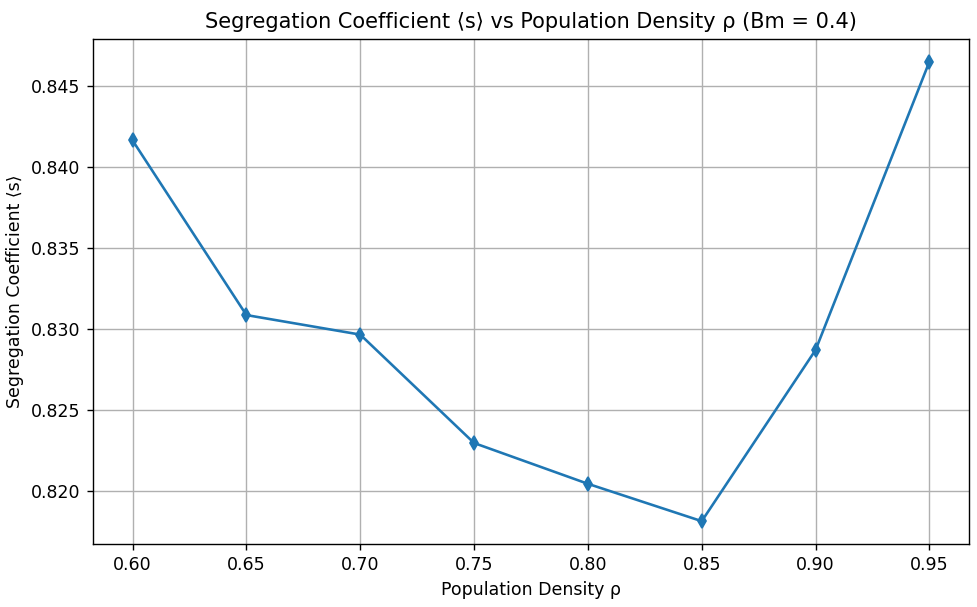 Segregation Coefficient ⟨s⟩ vs Population Density ρ (Bm = 0.4)
Segregation Coefficient ⟨s⟩
0.845
0.840
0.835
0.830
0.825
0.820
0.60 0.65 0.70 0.75 0.80 0.85 0.90 0.95
Population Density ρ